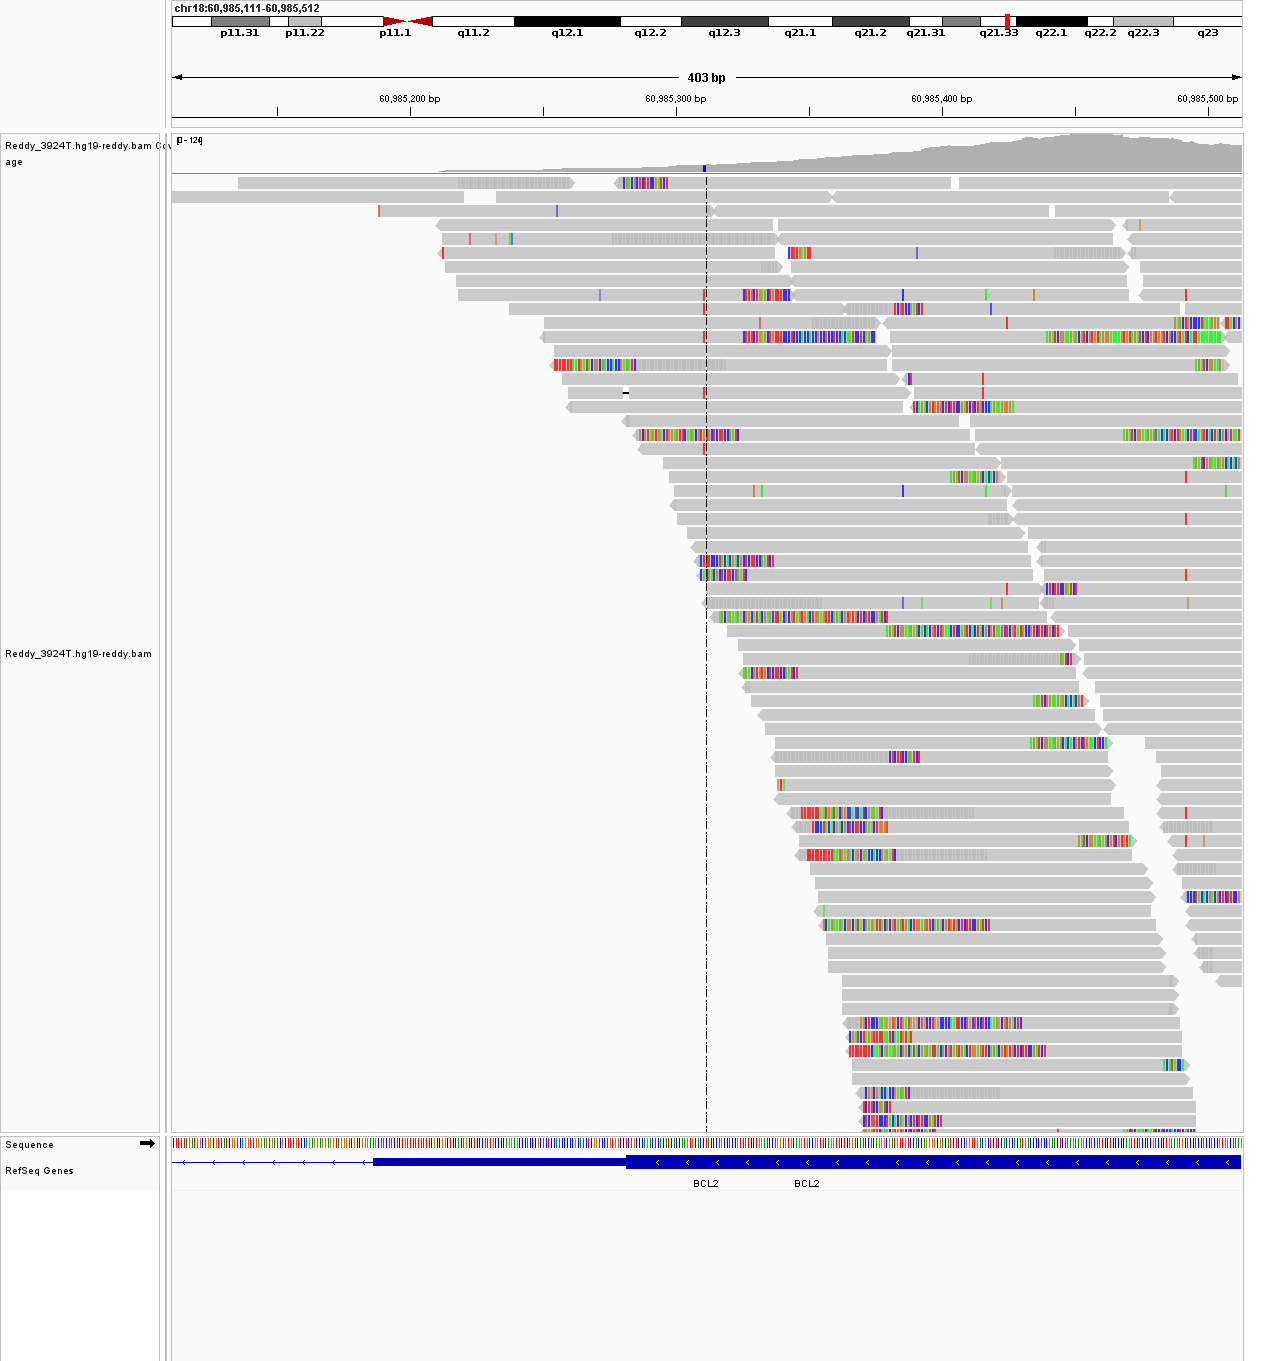 chr18:60,985,111-60,985,512
p11.31 p11.22 p11.1 q11.2 q12.1 q12.2 q12.3 q21.1 q21.2 q21.31 q21.33 q22.1 q22.2 q22.3 q23
403 bp
60,985,200 bp 60,985,300 bp 60,985,400 bp 60,985,500 bp
Reddy_3924T.hg19-reddy.bam Cov
age
[0 - 124]
Reddy_3924T.hg19-reddy.bam
Sequence
RefSeq Genes
BCL2 BCL2